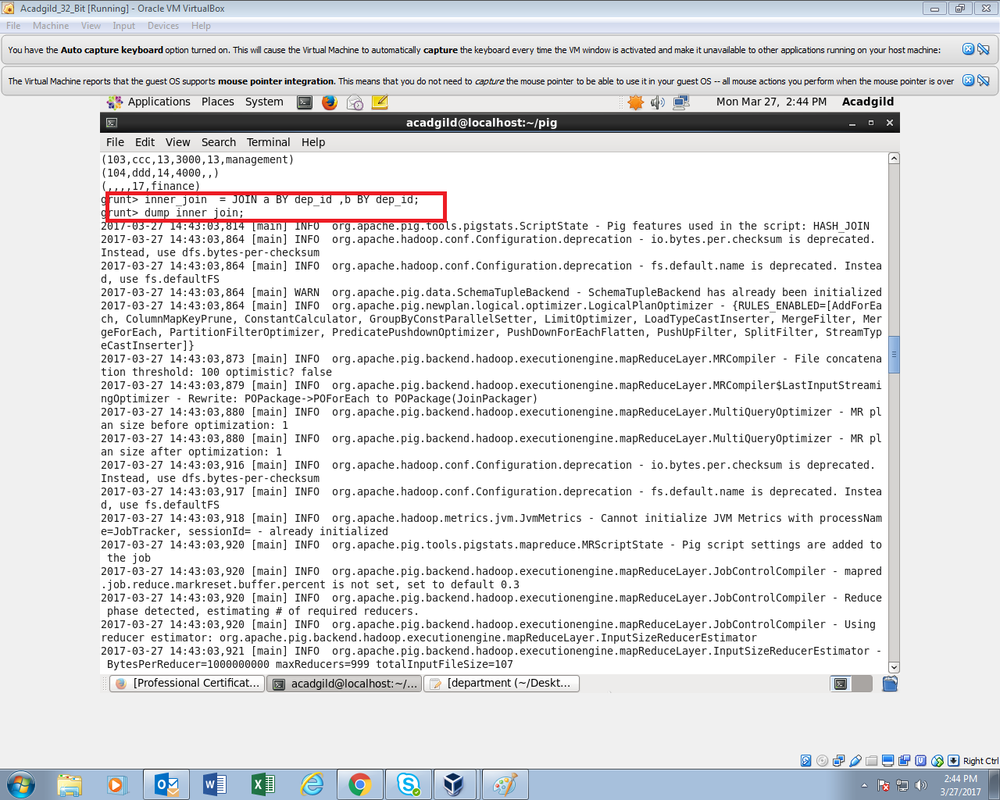 Acadgild_32_Bit [Running] - Oracle VM VirtualBox
File Machine View Input Devices Help
You have the Auto capture keyboard option turned on. This will cause the Virtual Machine to automatically capture the keyboard every time the VM window is activated and make it unavailable to other applications running on your host machine:
The Virtual Machine reports that the guest OS supports mouse pointer integration. This means that you do not need to capture the mouse pointer to be able to use it in your guest OS -- all mouse actions you perform when the mouse pointer is over
Applications Places System Mon Mar 27, 2:44 PM Acadgild
acadgild@localhost:~/pig
File Edit View Search Terminal Help
(103,ccc,13,3000,13,management)
(104,ddd,14,4000,,)
(,,,,17,finance)
grunt> inner_join  = JOIN a BY dep_id ,b BY dep_id;
grunt> dump inner_join;
2017-03-27 14:43:03,814 [main] INFO  org.apache.pig.tools.pigstats.ScriptState - Pig features used in the script: HASH_JOIN
2017-03-27 14:43:03,864 [main] INFO  org.apache.hadoop.conf.Configuration.deprecation - io.bytes.per.checksum is deprecated.
Instead, use dfs.bytes-per-checksum
2017-03-27 14:43:03,864 [main] INFO  org.apache.hadoop.conf.Configuration.deprecation - fs.default.name is deprecated. Instea
d, use fs.defaultFS
2017-03-27 14:43:03,864 [main] WARN  org.apache.pig.data.SchemaTupleBackend - SchemaTupleBackend has already been initialized
2017-03-27 14:43:03,864 [main] INFO  org.apache.pig.newplan.logical.optimizer.LogicalPlanOptimizer - {RULES_ENABLED=[AddForEa
ch, ColumnMapKeyPrune, ConstantCalculator, GroupByConstParallelSetter, LimitOptimizer, LoadTypeCastInserter, MergeFilter, Mer
geForEach, PartitionFilterOptimizer, PredicatePushdownOptimizer, PushDownForEachFlatten, PushUpFilter, SplitFilter, StreamTyp
eCastInserter]}
2017-03-27 14:43:03,873 [main] INFO  org.apache.pig.backend.hadoop.executionengine.mapReduceLayer.MRCompiler - File concatena
tion threshold: 100 optimistic? false
2017-03-27 14:43:03,879 [main] INFO  org.apache.pig.backend.hadoop.executionengine.mapReduceLayer.MRCompiler$LastInputStreami
ngOptimizer - Rewrite: POPackage->POForEach to POPackage(JoinPackager)
2017-03-27 14:43:03,880 [main] INFO  org.apache.pig.backend.hadoop.executionengine.mapReduceLayer.MultiQueryOptimizer - MR pl
an size before optimization: 1
2017-03-27 14:43:03,880 [main] INFO  org.apache.pig.backend.hadoop.executionengine.mapReduceLayer.MultiQueryOptimizer - MR pl
an size after optimization: 1
2017-03-27 14:43:03,916 [main] INFO  org.apache.hadoop.conf.Configuration.deprecation - io.bytes.per.checksum is deprecated.
Instead, use dfs.bytes-per-checksum
2017-03-27 14:43:03,917 [main] INFO  org.apache.hadoop.conf.Configuration.deprecation - fs.default.name is deprecated. Instea
d, use fs.defaultFS
2017-03-27 14:43:03,918 [main] INFO  org.apache.hadoop.metrics.jvm.JvmMetrics - Cannot initialize JVM Metrics with processNam
e=JobTracker, sessionId= - already initialized
2017-03-27 14:43:03,920 [main] INFO  org.apache.pig.tools.pigstats.mapreduce.MRScriptState - Pig script settings are added to
 the job
2017-03-27 14:43:03,920 [main] INFO  org.apache.pig.backend.hadoop.executionengine.mapReduceLayer.JobControlCompiler - mapred
.job.reduce.markreset.buffer.percent is not set, set to default 0.3
2017-03-27 14:43:03,920 [main] INFO  org.apache.pig.backend.hadoop.executionengine.mapReduceLayer.JobControlCompiler - Reduce
 phase detected, estimating # of required reducers.
2017-03-27 14:43:03,920 [main] INFO  org.apache.pig.backend.hadoop.executionengine.mapReduceLayer.JobControlCompiler - Using
reducer estimator: org.apache.pig.backend.hadoop.executionengine.mapReduceLayer.InputSizeReducerEstimator
2017-03-27 14:43:03,921 [main] INFO  org.apache.pig.backend.hadoop.executionengine.mapReduceLayer.InputSizeReducerEstimator -
 BytesPerReducer=1000000000 maxReducers=999 totalInputFileSize=107
[Professional Certificat... acadgild@localhost:~/... [department (~/Deskt...
Right Ctrl
2:44 PM
3/27/2017